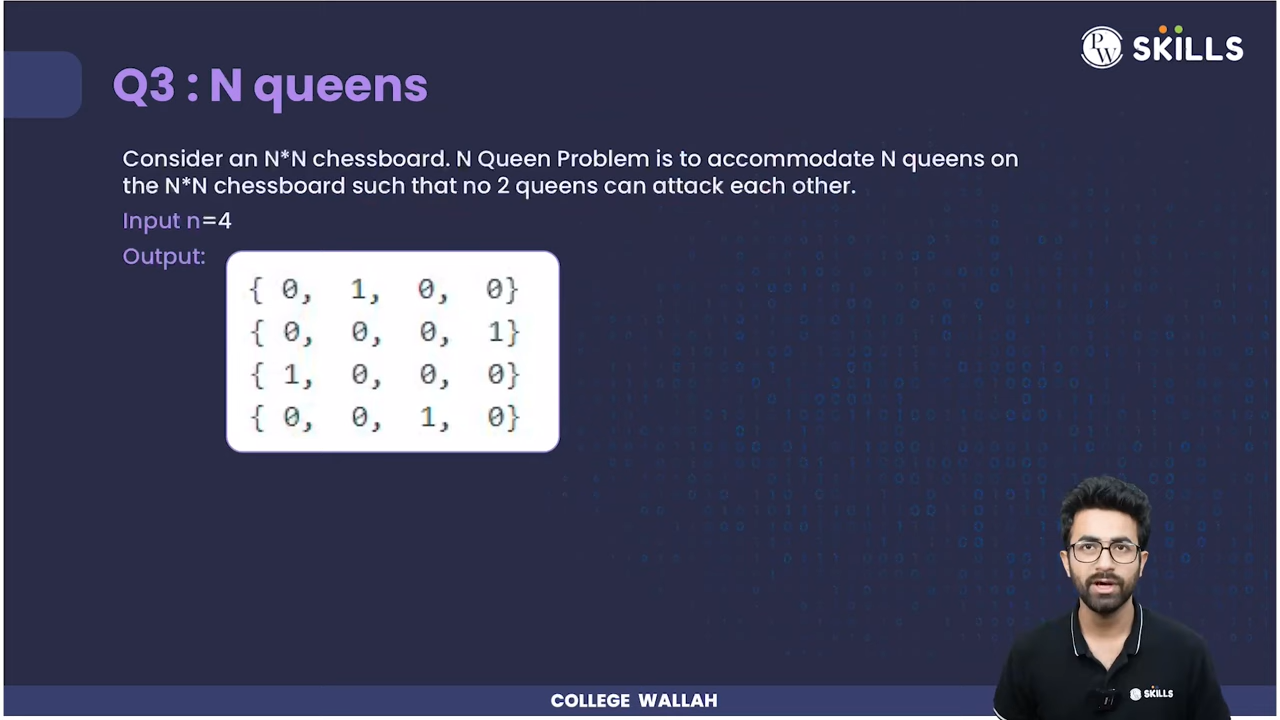 PW SKILLS
Q3 : N queens
Consider an N*N chessboard. N Queen Problem is to accommodate N queens on
the N*N chessboard such that no 2 queens can attack each other.
Input n=4
Output:
{ 0, 1, 0, 0}
{ 0, 0, 0, 1}
{ 1, 0, 0, 0}
{ 0, 0, 1, 0}
SKILLS
COLLEGE WALLAH